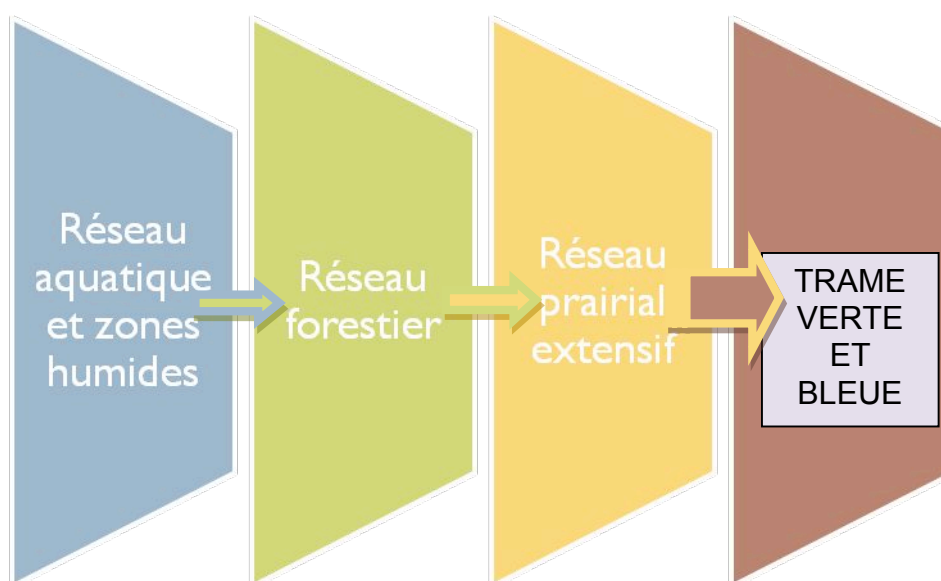 Réseau
aquatique
et zones
humides
Réseau
forestier
Réseau
prairial
extensif
TRAME
VERTE
ET
BLEUE